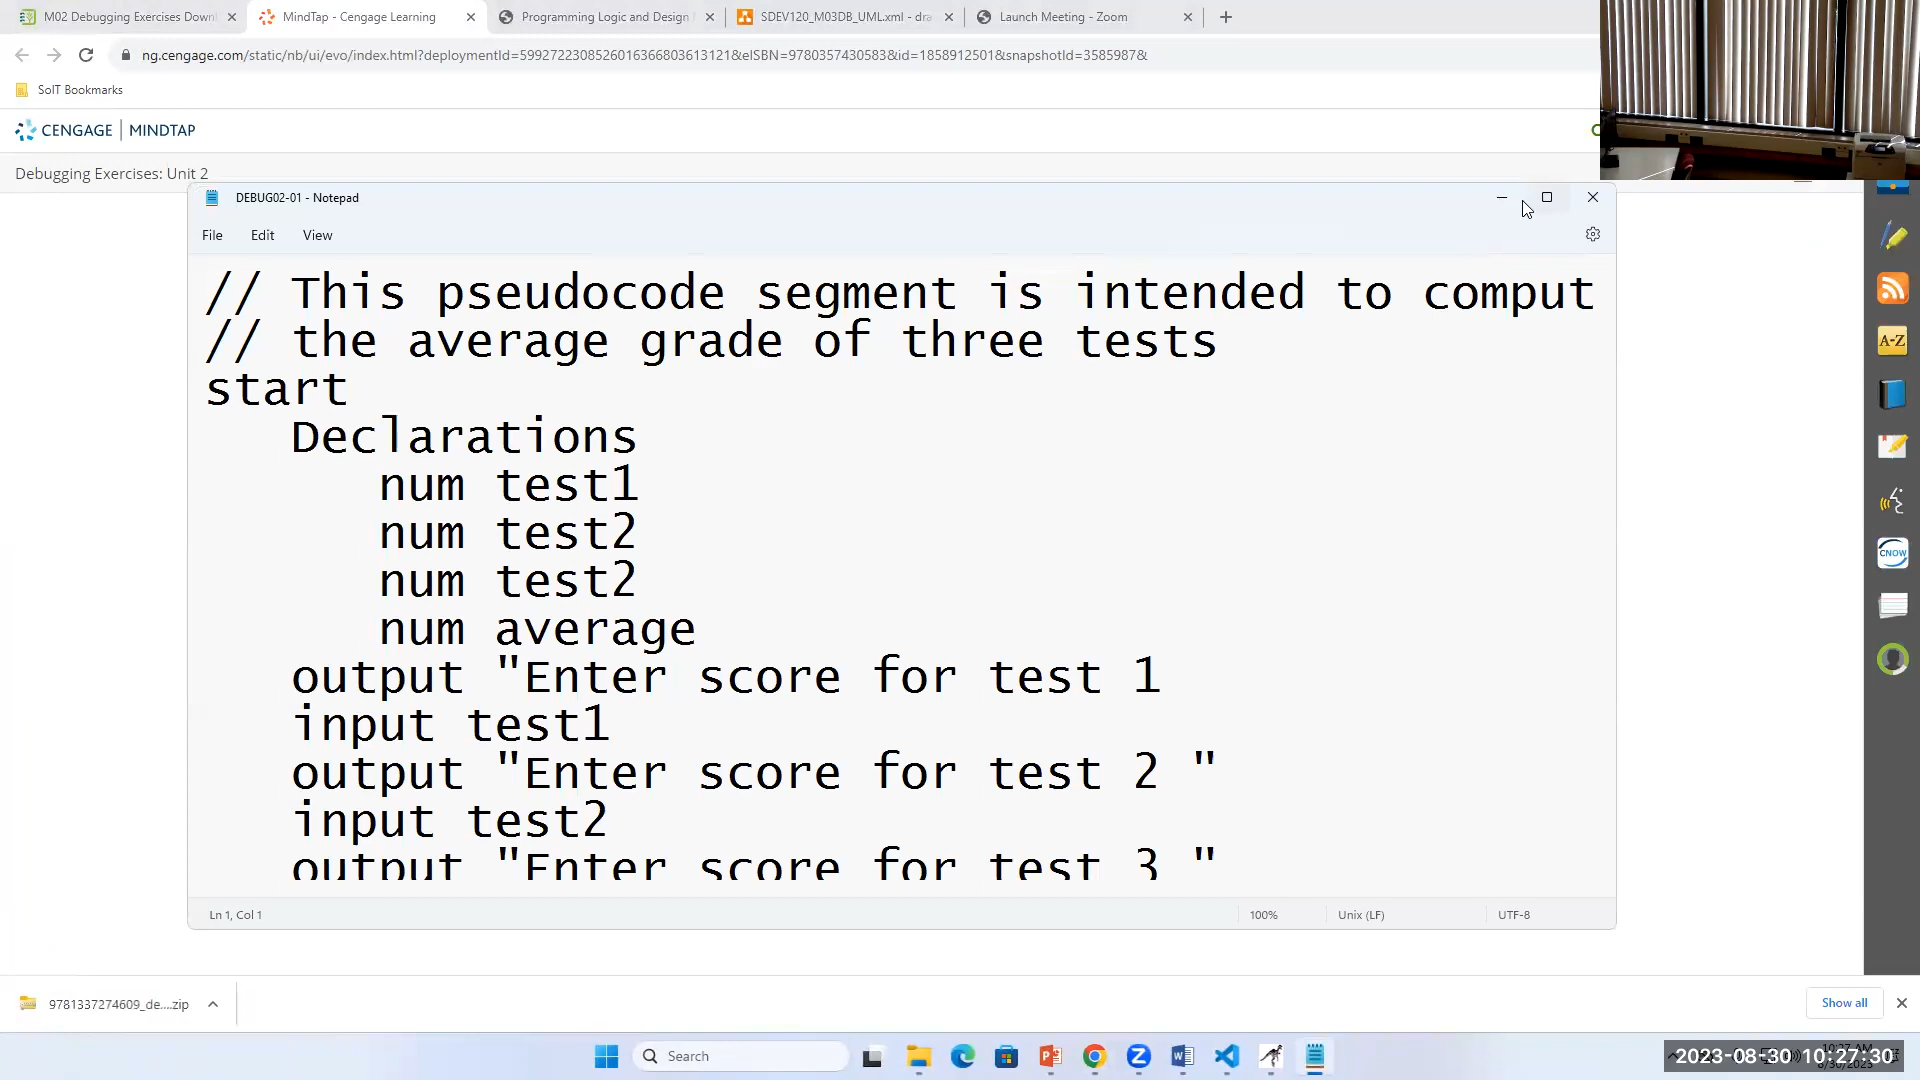 M02 Debugging Exercises Down
MindTap - Cengage Learning
Programming Logic and Design
SDEV120_M03DB_UML.xml - dra
Launch Meeting - Zoom
ng.cengage.com/static/nb/ui/evo/index.html?deploymentId=5992722308526016366803613121&eISBN=9780357430583&id=1858912501&snapshotId=3585987&
SoIT Bookmarks
CENGAGE | MINDTAP
Debugging Exercises: Unit 2
DEBUG02-01 - Notepad
File Edit View
// This pseudocode segment is intended to comput
// the average grade of three tests
start
Declarations
num test1
num test2
num test2
num average
output "Enter score for test 1
input test1
output "Enter score for test 2 "
input test2
output "Enter score for test 3 "
Ln 1, Col 1
100%
Unix (LF)
UTF-8
A-Z
CNOW
9781337274609_de....zip
Show all
Search
2023-08-30 10:27:30